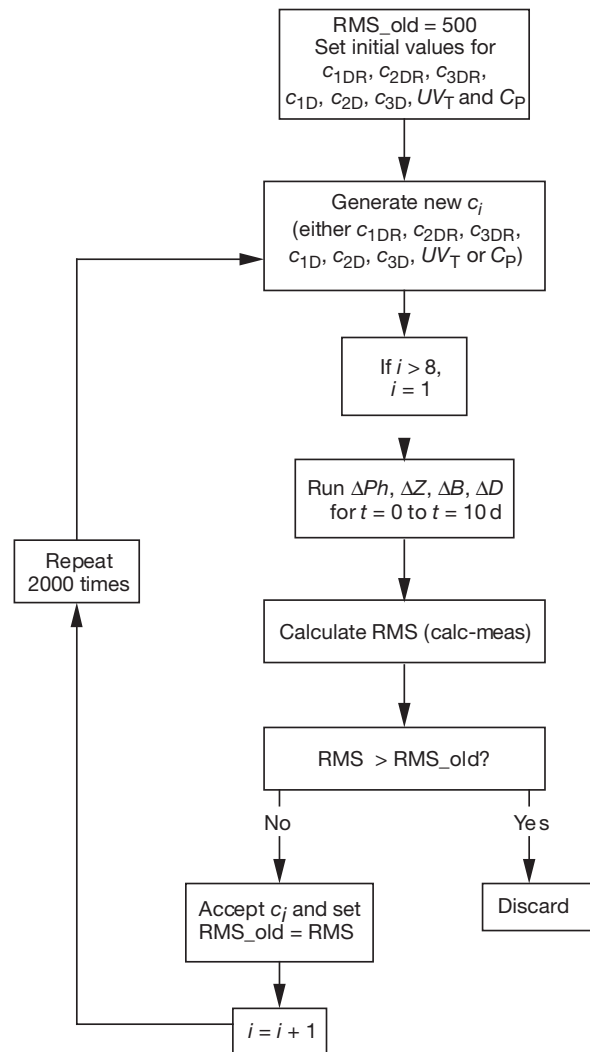 RMS_old = 500
Set initial values for
c1DR, c2DR, c3DR,
c1D, c2D, c3D, UVT and CP
Generate new ci
(either c1DR, c2DR, c3DR,
c1D, c2D, c3D, UVT or CP)
If i > 8,
i = 1
Run ΔPh, ΔZ, ΔB, ΔD
for t = 0 to t = 10 d
Repeat
2000 times
Calculate RMS (calc-meas)
RMS > RMS_old?
No
Yes
Accept ci and set
RMS_old = RMS
Discard
i = i + 1